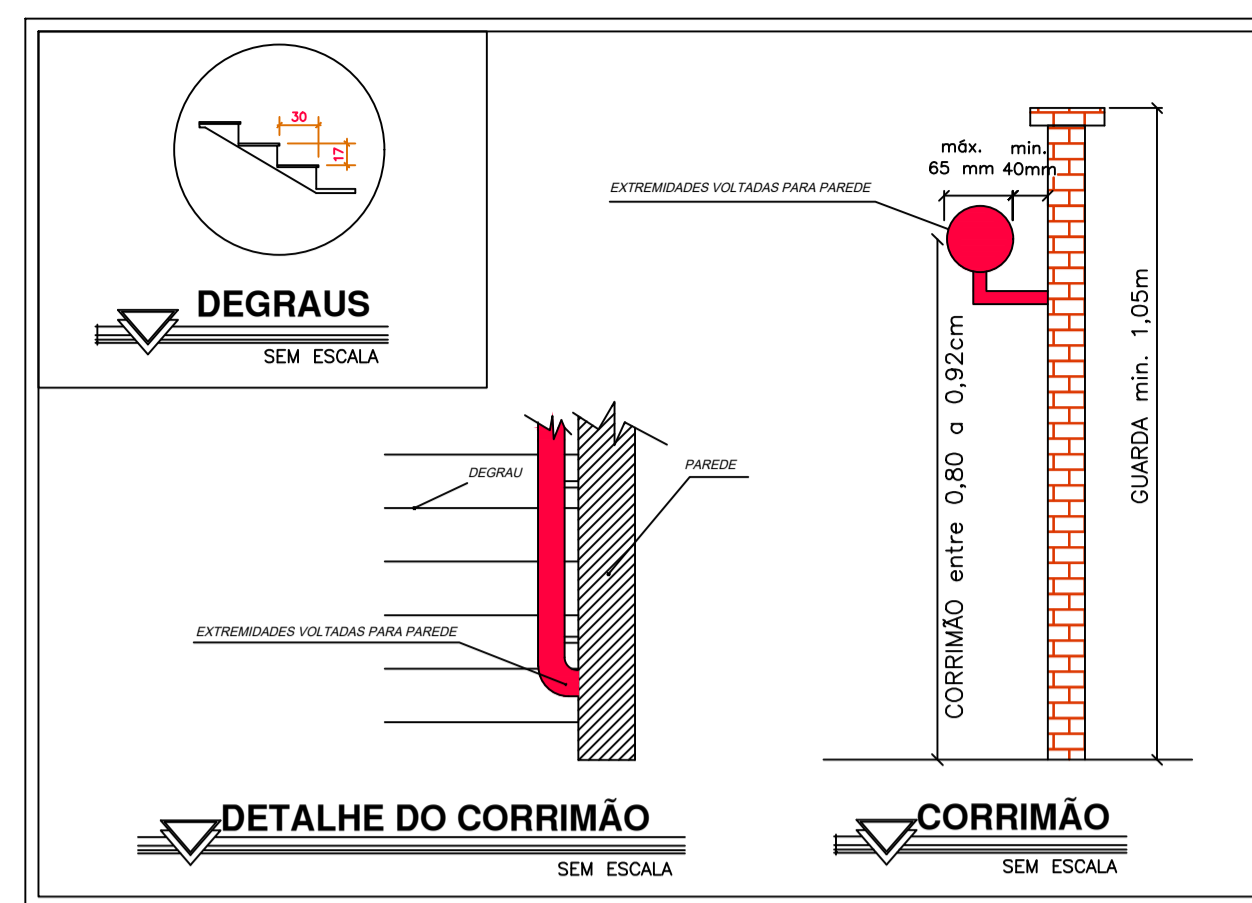 30
17
DEGRAUS
SEM ESCALA
máx. min.
65 mm 40mm
EXTREMIDADES VOLTADAS PARA PAREDE
CORRIMÃO entre 0,80 a 0,92cm
GUARDA min. 1,05m
DEGRAU
PAREDE
EXTREMIDADES VOLTADAS PARA PAREDE
DETALHE DO CORRIMÃO
SEM ESCALA
CORRIMÃO
SEM ESCALA